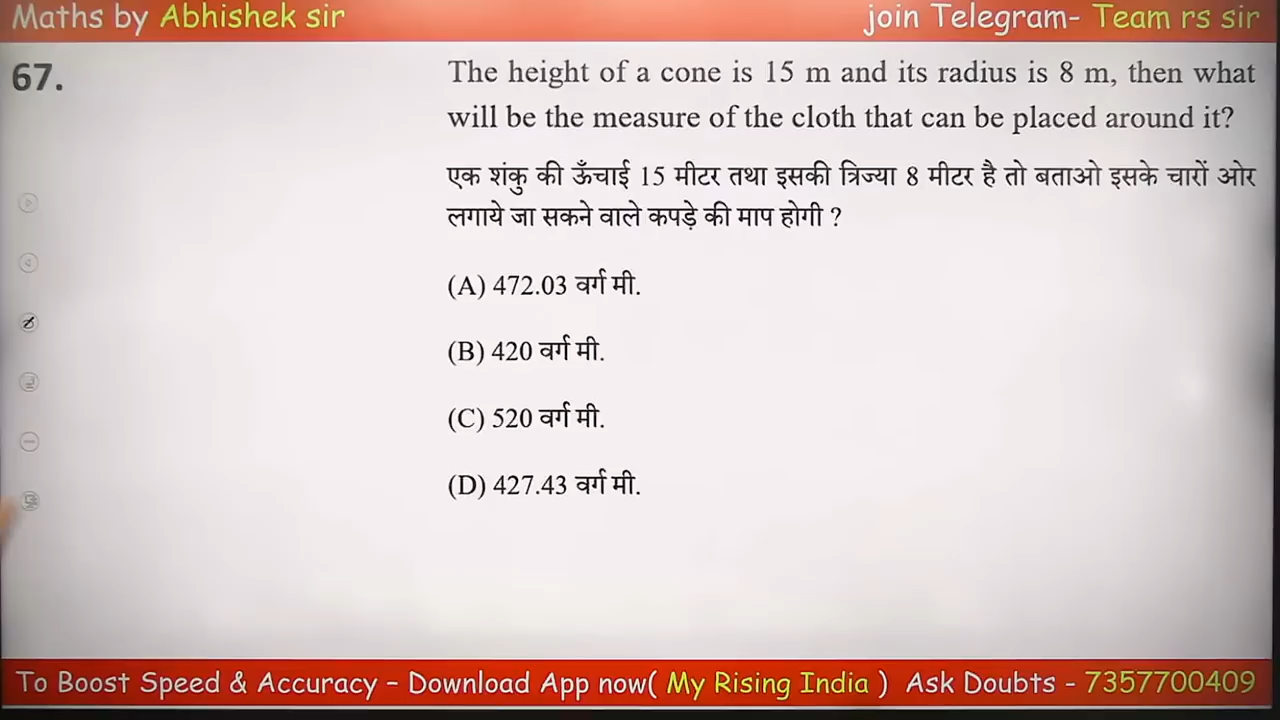 Maths by Abhishek sir
join Telegram- Team rs sir
67.
The height of a cone is 15 m and its radius is 8 m, then what
will be the measure of the cloth that can be placed around it?
एक शंकु की ऊँचाई 15 मीटर तथा इसकी त्रिज्या 8 मीटर है तो बताओ इसके चारों ओर
लगाये जा सकने वाले कपड़े की माप होगी ?
(A) 472.03 वर्ग मी.
(B) 420 वर्ग मी.
(C) 520 वर्ग मी.
(D) 427.43 वर्ग मी.
To Boost Speed & Accuracy – Download App now( My Rising India ) Ask Doubts - 7357700409